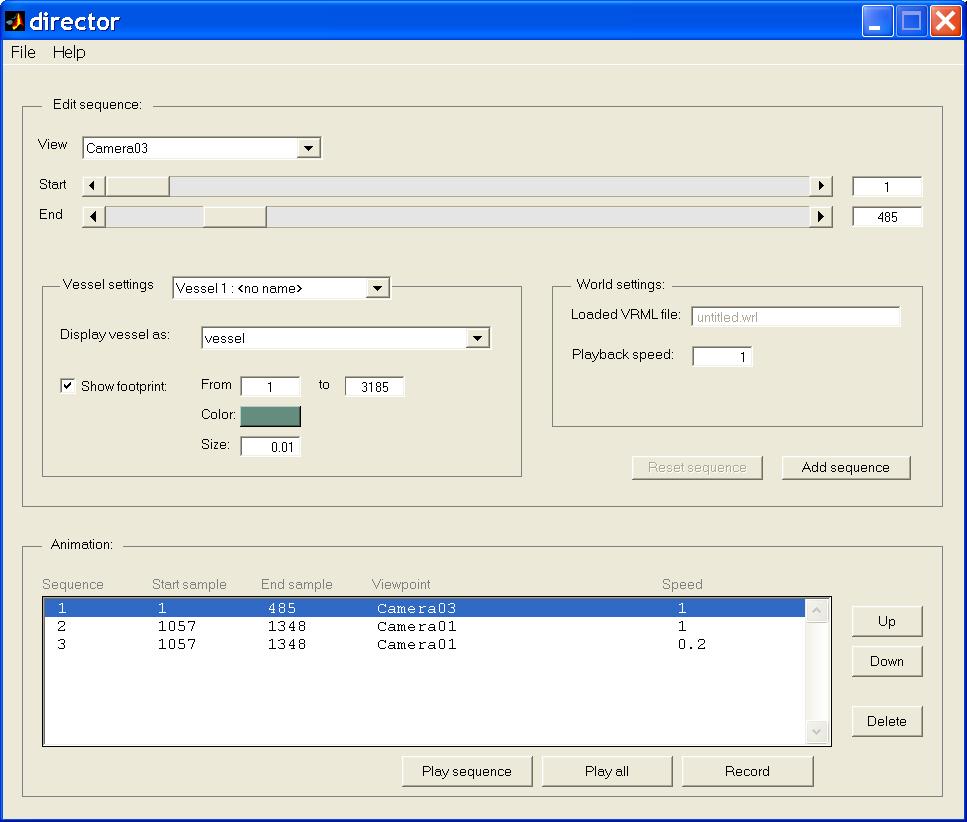 director
File Help
Edit sequence:
View Camera03
Start 1
End 485
Vessel settings Vessel 1 : <no name>
Display vessel as: vessel
Show footprint: From 1 to 3185
Color:
Size: 0.01
World settings:
Loaded VRML file: untitled.wrl
Playback speed: 1
Reset sequence Add sequence
Animation:
Sequence Start sample End sample Viewpoint Speed
1 1 485 Camera03 1
2 1057 1348 Camera01 1
3 1057 1348 Camera01 0.2
Up
Down
Delete
Play sequence Play all Record